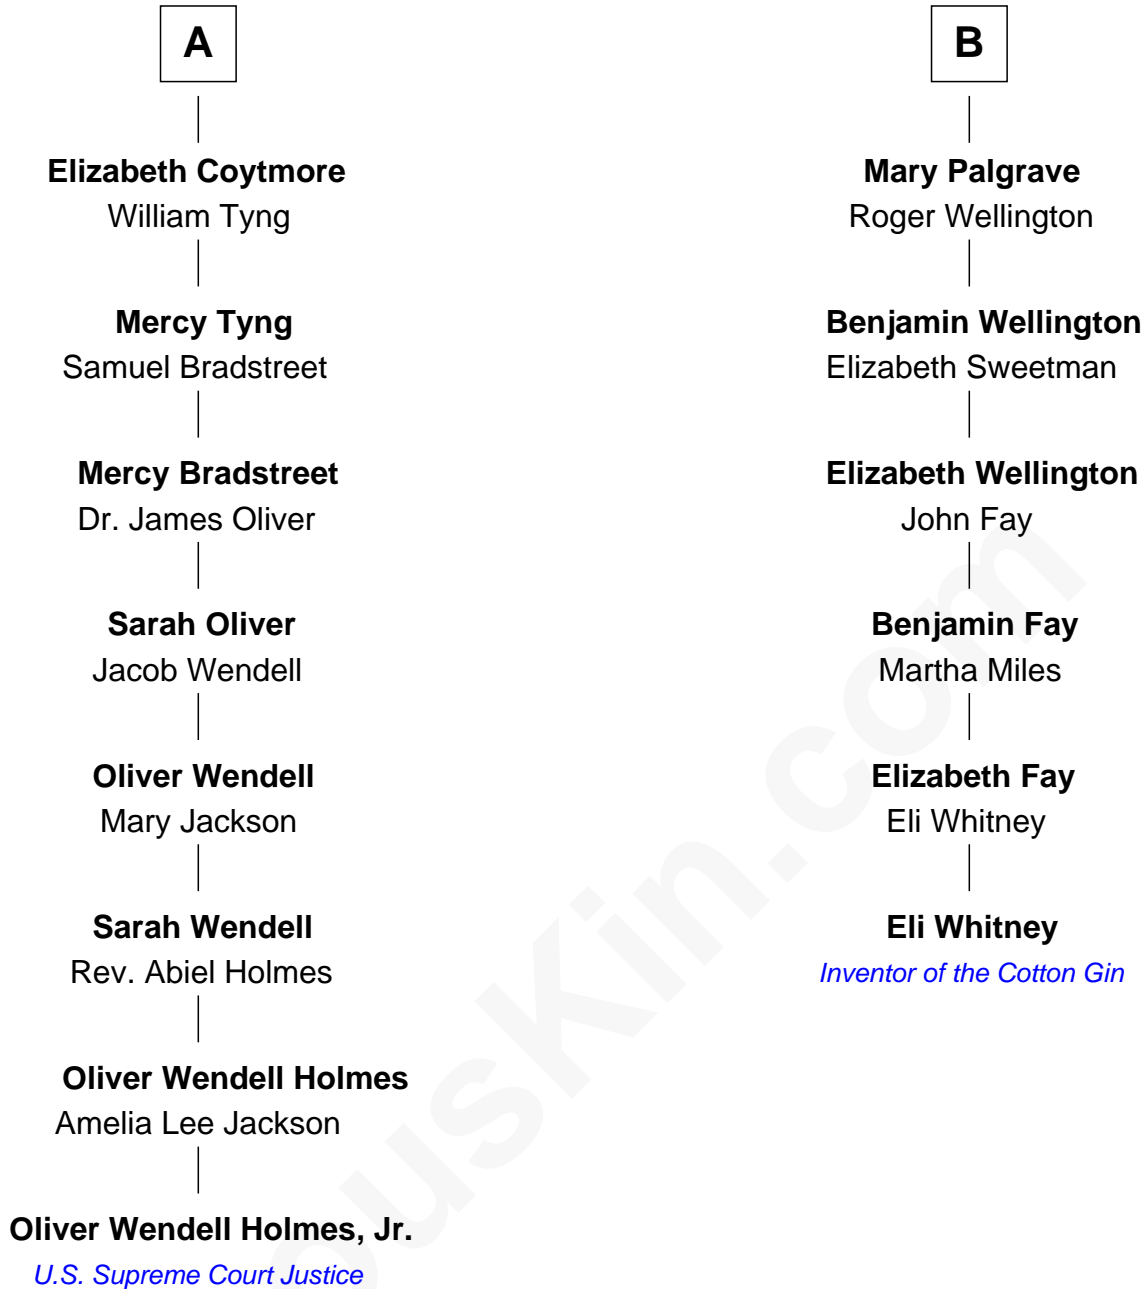 A
Elizabeth Coytmore
William Tyng
Mercy Tyng
Samuel Bradstreet
Mercy Bradstreet
Dr. James Oliver
Sarah Oliver
Jacob Wendell
Oliver Wendell
Mary Jackson
Sarah Wendell
Rev. Abiel Holmes
Oliver Wendell Holmes
Amelia Lee Jackson
Oliver Wendell Holmes, Jr.
U.S. Supreme Court Justice
B
Mary Palgrave
Roger Wellington
Benjamin Wellington
Elizabeth Sweetman
Elizabeth Wellington
John Fay
Benjamin Fay
Martha Miles
Elizabeth Fay
Eli Whitney
Eli Whitney
Inventor of the Cotton Gin
ousKin.com